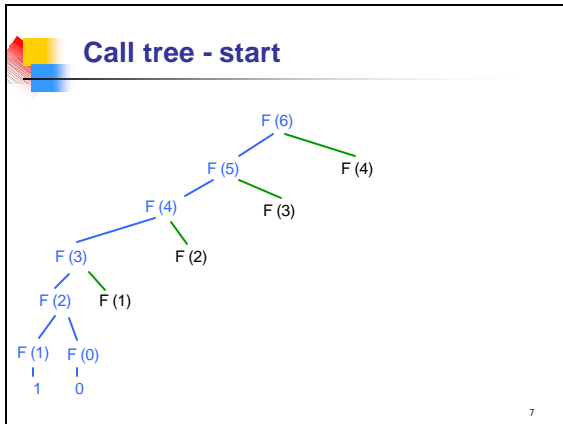 Call tree - start
F (6)
F (5) F (4)
F (4) F (3)
F (3) F (2)
F (2) F (1)
F (1) F (0)
1 0
7